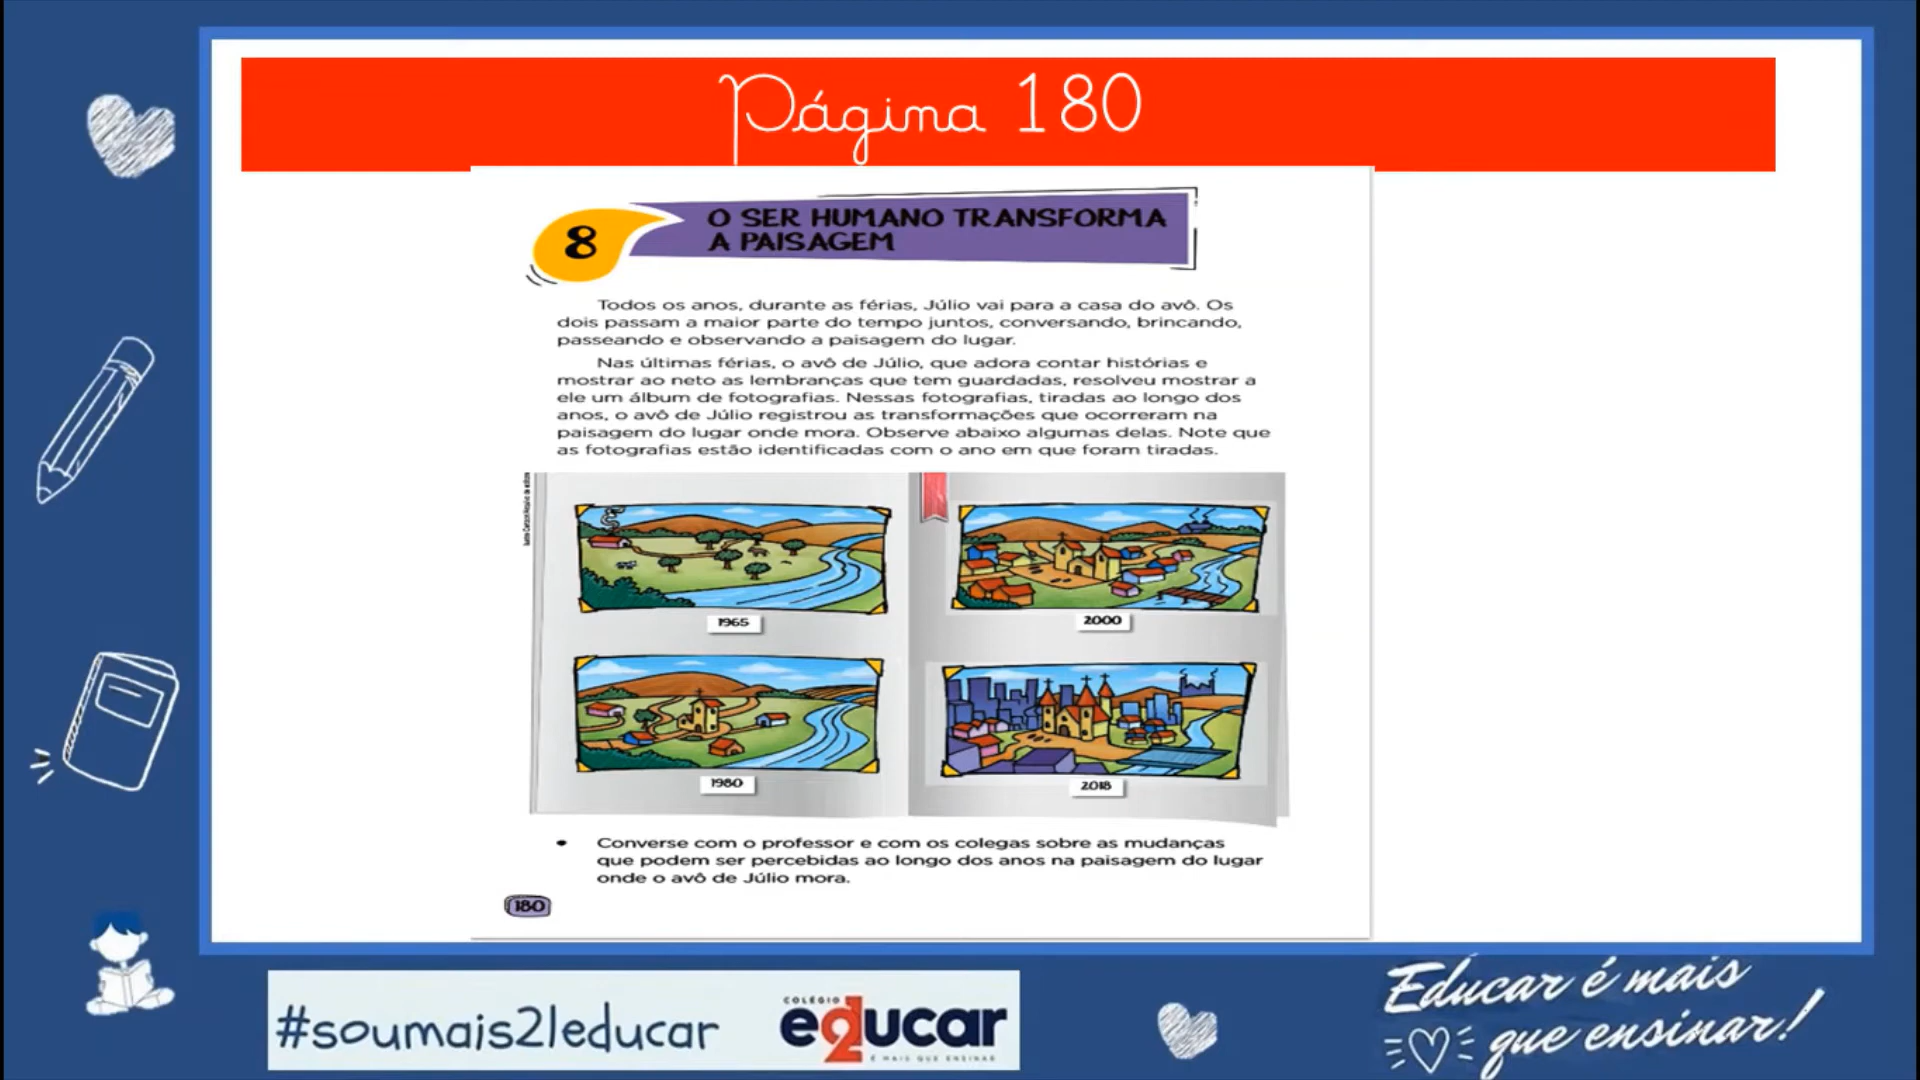 Página 180
8
O SER HUMANO TRANSFORMA
A PAISAGEM
Todos os anos, durante as férias, Júlio vai para a casa do avô. Os
dois passam a maior parte do tempo juntos, conversando, brincando,
passeando e observando a paisagem do lugar.
Nas últimas férias, o avô de Júlio, que adora contar histórias e
mostrar ao neto as lembranças que tem guardadas, resolveu mostrar a
ele um álbum de fotografias. Nessas fotografias, tiradas ao longo dos
anos, o avô de Júlio registrou as transformações que ocorreram na
paisagem do lugar onde mora. Observe abaixo algumas delas. Note que
as fotografias estão identificadas com o ano em que foram tiradas.
1965
2000
1980
2018
• Converse com o professor e com os colegas sobre as mudanças
que podem ser percebidas ao longo dos anos na paisagem do lugar
onde o avô de Júlio mora.
180
#soumais2leducar
COLÉGIO
educar
É MAIS QUE ENSINAR
Educar é mais
que ensinar!